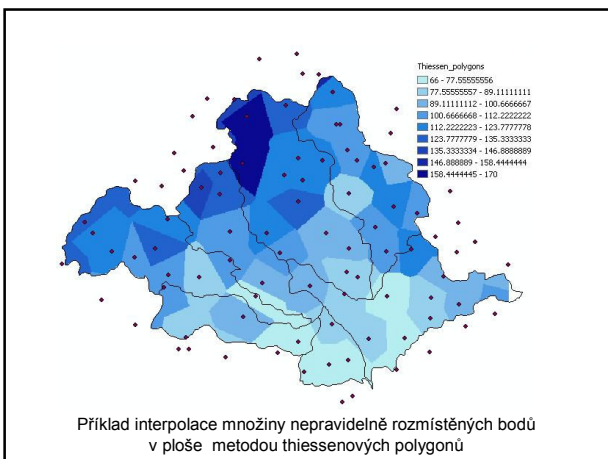 Thiessen_polygons
66 - 77.55555556
77.55555557 - 89.11111111
89.11111112 - 100.6666667
100.6666668 - 112.2222222
112.2222223 - 123.7777778
123.7777779 - 135.3333333
135.3333334 - 146.8888889
146.888889 - 158.4444444
158.4444445 - 170
Příklad interpolace množiny nepravidelně rozmístěných bodů
v ploše metodou thiessenových polygonů